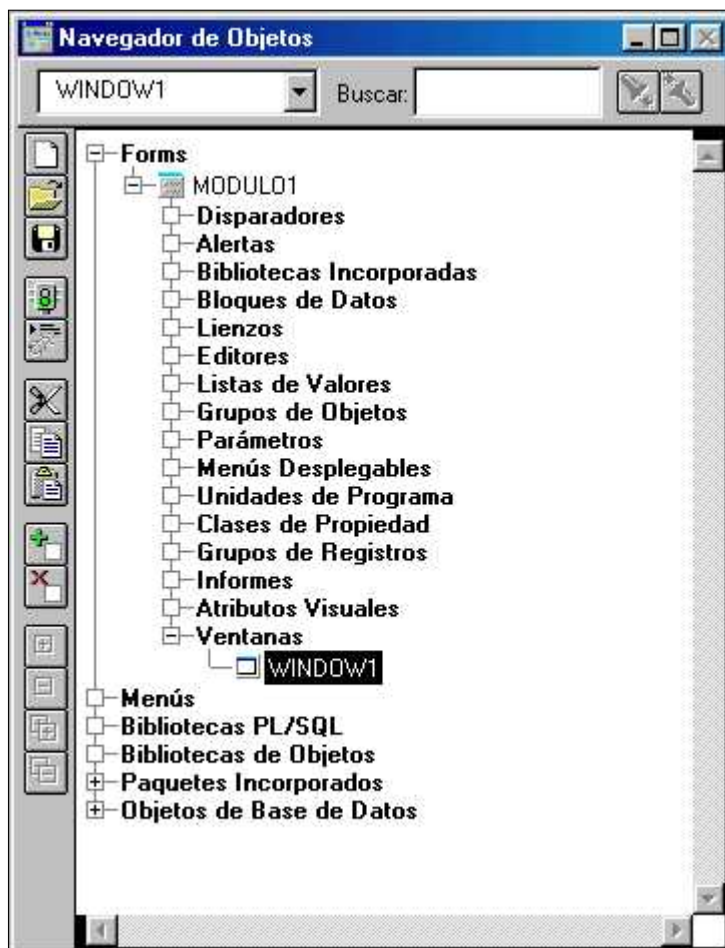 Navegador de Objetos
WINDOW1 Buscar:
Forms
MODULO1
Disparadores
Alertas
Bibliotecas Incorporadas
Bloques de Datos
Lienzos
Editores
Listas de Valores
Grupos de Objetos
Parámetros
Menús Desplegables
Unidades de Programa
Clases de Propiedad
Grupos de Registros
Informes
Atributos Visuales
Ventanas
WINDOW1
Menús
Bibliotecas PL/SQL
Bibliotecas de Objetos
Paquetes Incorporados
Objetos de Base de Datos